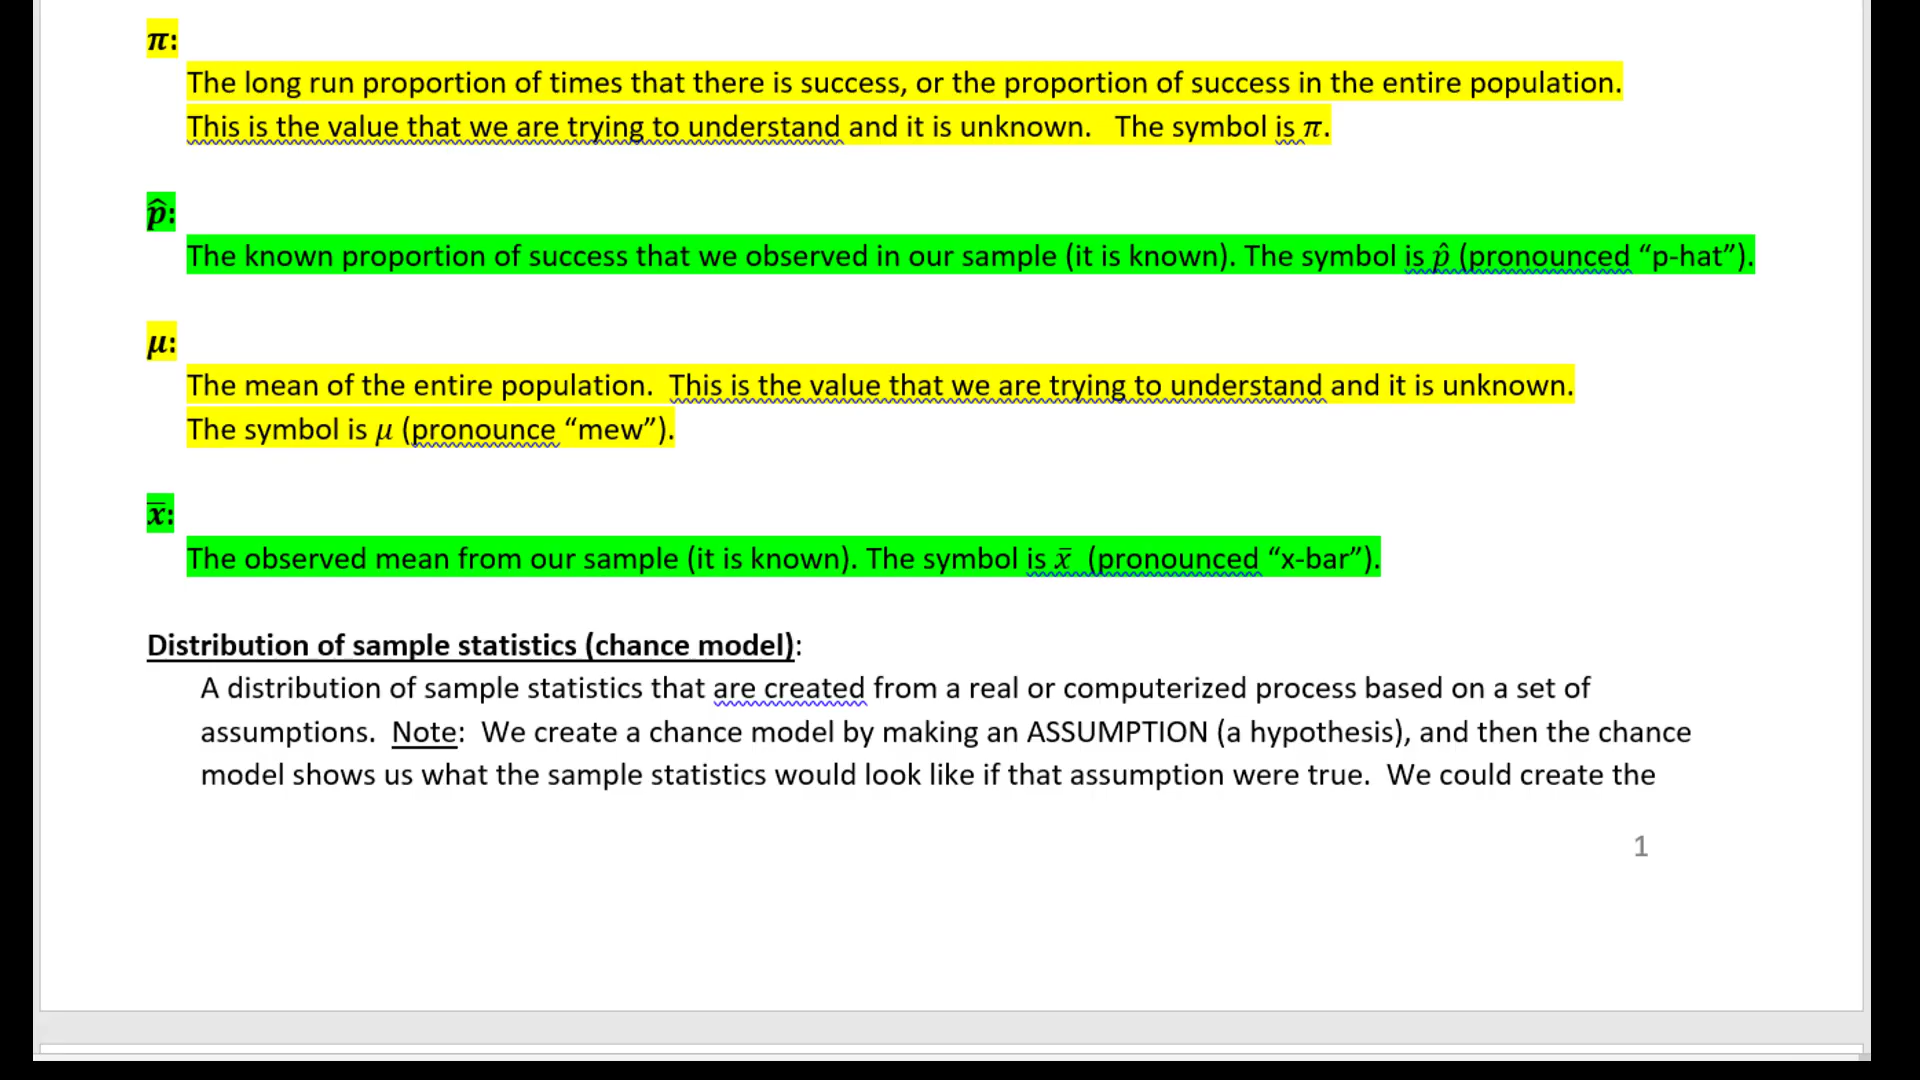 π:
The long run proportion of times that there is success, or the proportion of success in the entire population.
This is the value that we are trying to understand and it is unknown.   The symbol is π.
p̂:
The known proportion of success that we observed in our sample (it is known). The symbol is p̂ (pronounced “p-hat”).
μ:
The mean of the entire population.  This is the value that we are trying to understand and it is unknown.
The symbol is μ (pronounce “mew”).
x̅:
The observed mean from our sample (it is known). The symbol is x̅  (pronounced “x-bar”).
Distribution of sample statistics (chance model):
A distribution of sample statistics that are created from a real or computerized process based on a set of
assumptions.  Note:  We create a chance model by making an ASSUMPTION (a hypothesis), and then the chance
model shows us what the sample statistics would look like if that assumption were true.  We could create the
1